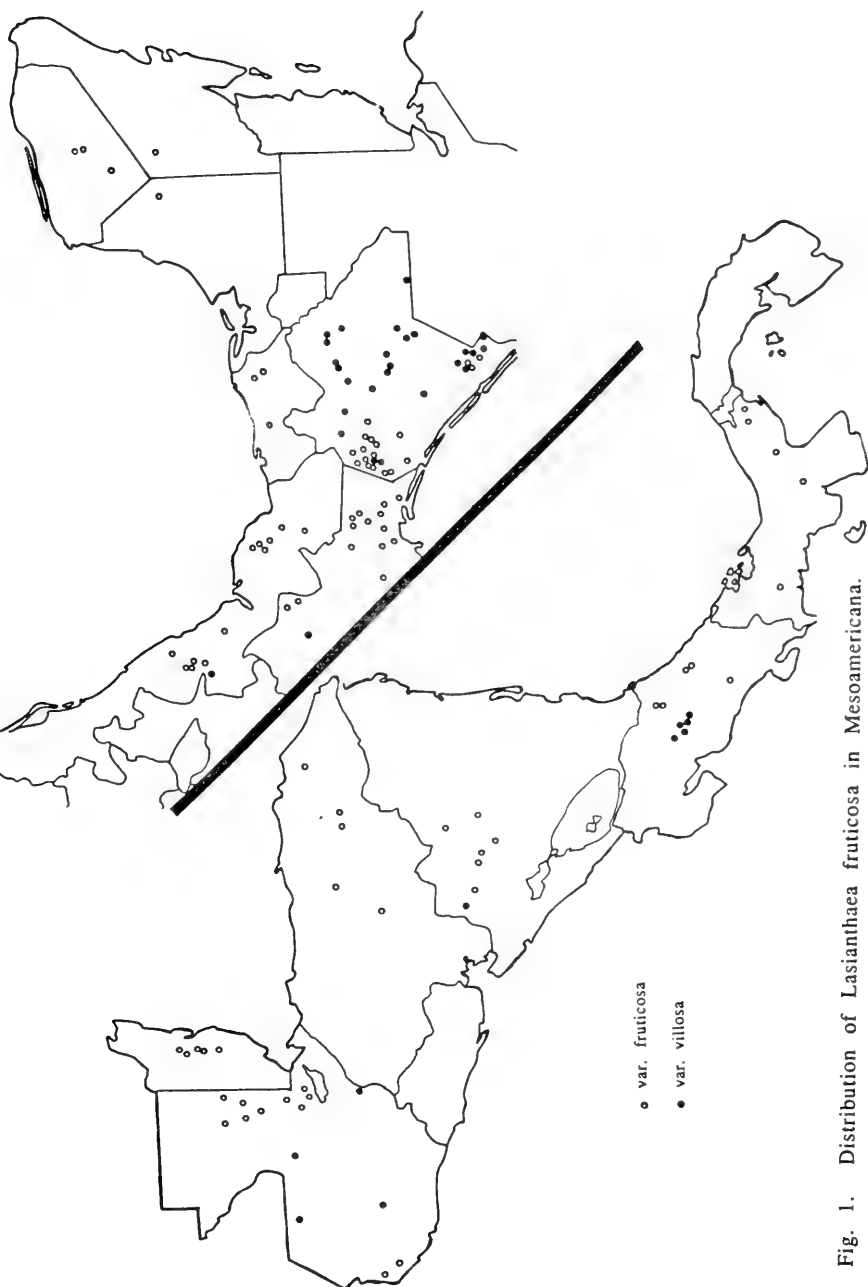 var. fruticosa
var. villosa
Fig. 1. Distribution of Lasianthaea fruticosa in Mesoamericana.